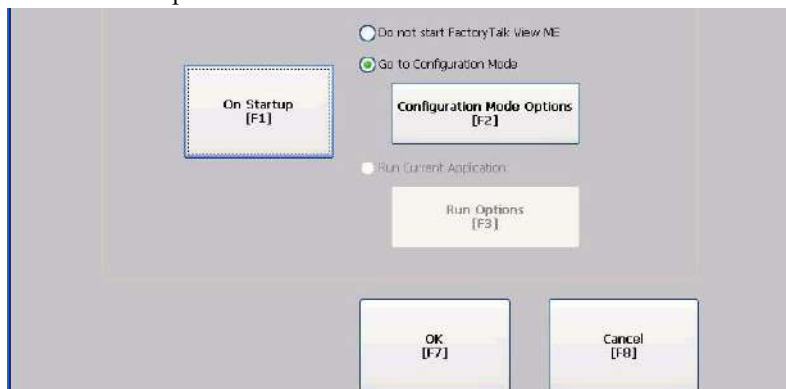 Do not start FactoryTalk View ME
Go to Configuration Mode
On Startup
[F1]
Configuration Mode Options
[F2]
Run Current Application
Run Options
[F3]
OK
[F7]
Cancel
[F8]